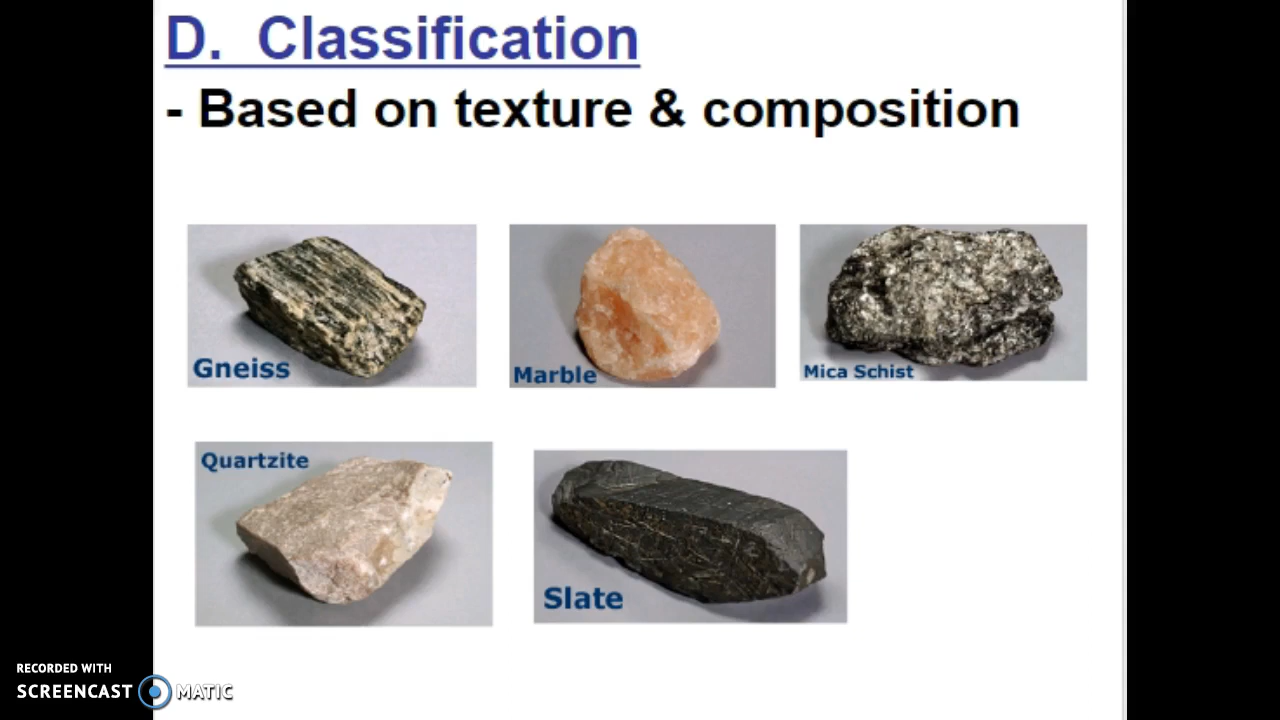 D. Classification
- Based on texture & composition
Gneiss
Marble
Mica Schist
Quartzite
Slate
RECORDED WITH
SCREENCAST MATIC